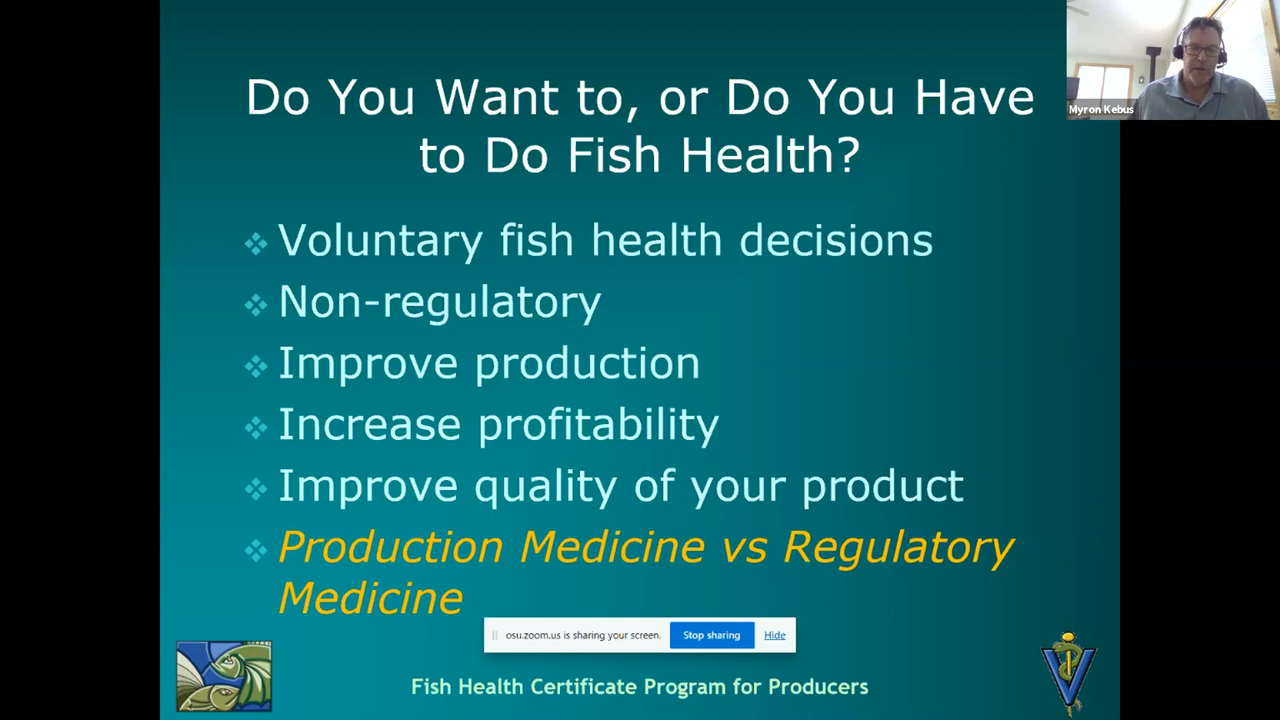 Do You Want to, or Do You Have
to Do Fish Health?
Myron Kebus
Voluntary fish health decisions
Non-regulatory
Improve production
Increase profitability
Improve quality of your product
Production Medicine vs Regulatory
Medicine
osu.zoom.us is sharing your screen. Stop sharing Hide
Fish Health Certificate Program for Producers
V